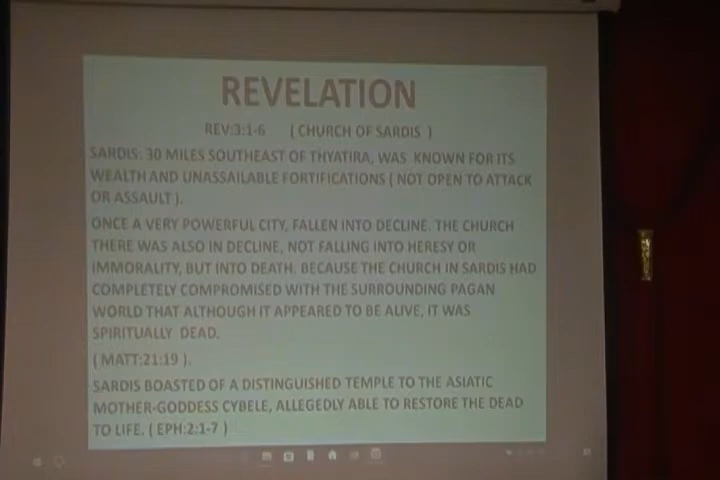 REVELATION
REV:3:1-6 ( CHURCH OF SARDIS )
SARDIS: 30 MILES SOUTHEAST OF THYATIRA, WAS KNOWN FOR ITS
WEALTH AND UNASSAILABLE FORTIFICATIONS ( NOT OPEN TO ATTACK
OR ASSAULT ).
ONCE A VERY POWERFUL CITY, FALLEN INTO DECLINE. THE CHURCH
THERE WAS ALSO IN DECLINE, NOT FALLING INTO HERESY OR
IMMORALITY, BUT INTO DEATH. BECAUSE THE CHURCH IN SARDIS HAD
COMPLETELY COMPROMISED WITH THE SURROUNDING PAGAN
WORLD THAT ALTHOUGH IT APPEARED TO BE ALIVE, IT WAS
SPIRITUALLY DEAD.
( MATT:21:19 ).
SARDIS BOASTED OF A DISTINGUISHED TEMPLE TO THE ASIATIC
MOTHER-GODDESS CYBELE, ALLEGEDLY ABLE TO RESTORE THE DEAD
TO LIFE. ( EPH:2:1-7 )